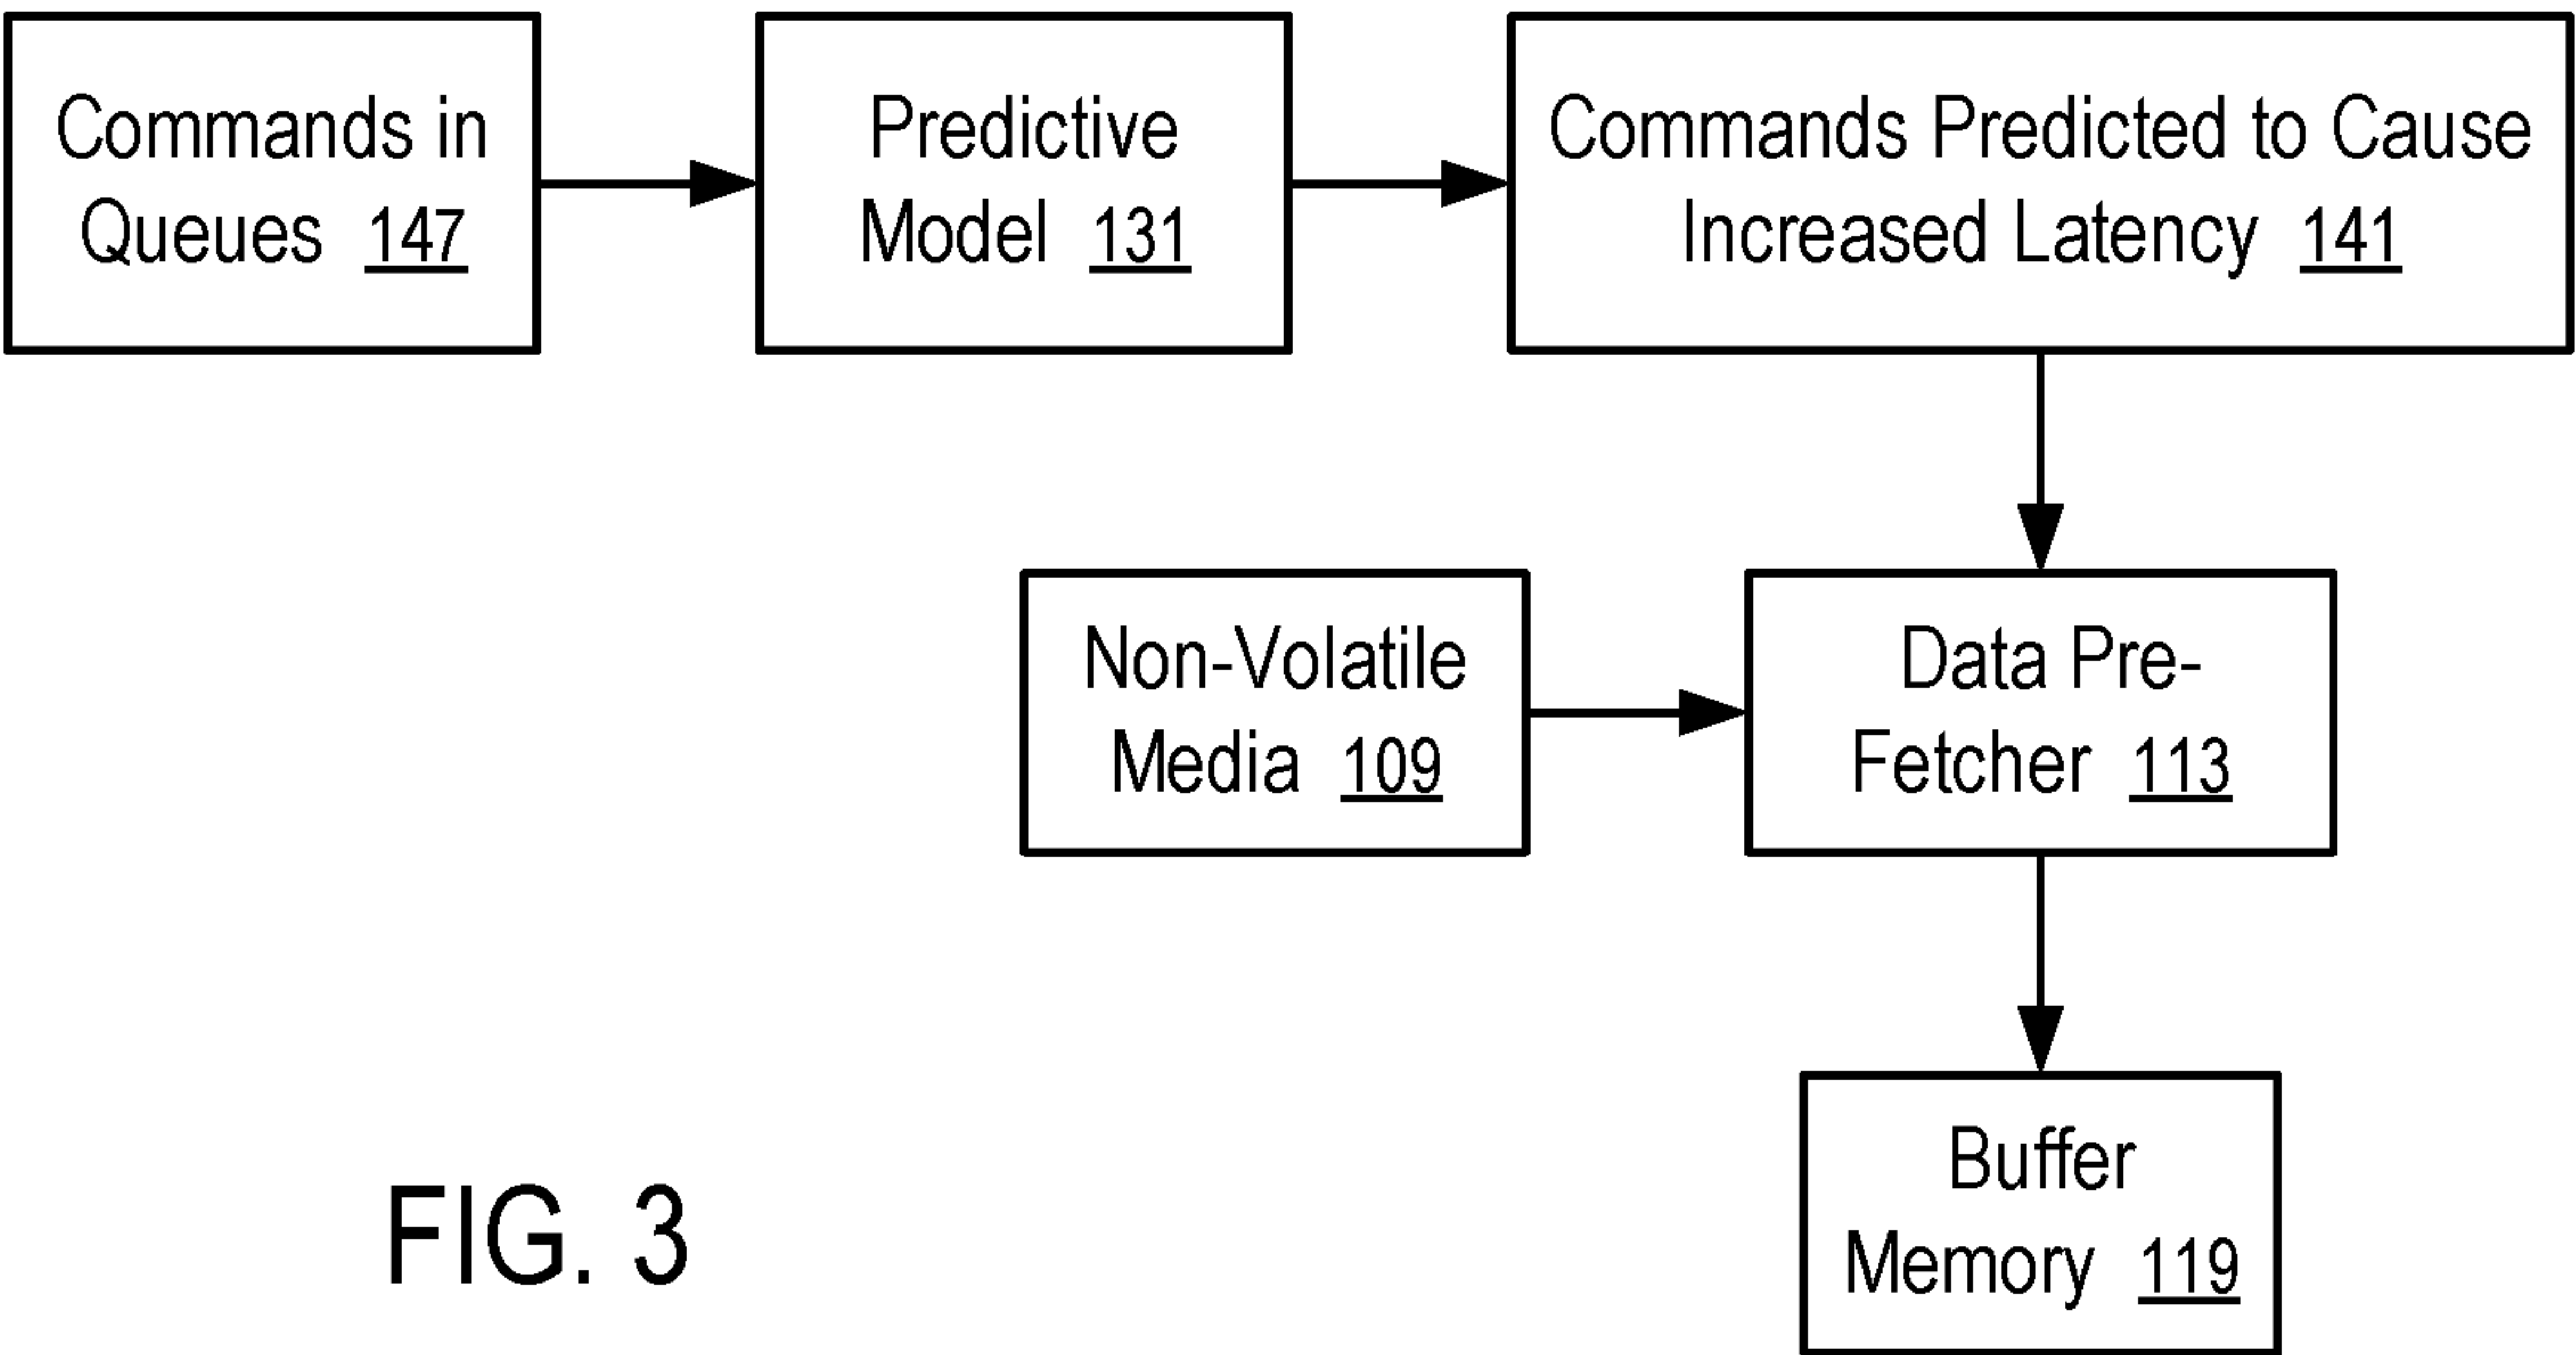 Commands in
Queues 147
Predictive
Model 131
Commands Predicted to Cause
Increased Latency 141
Non-Volatile
Media 109
Data Pre-
Fetcher 113
Buffer
Memory 119
FIG. 3